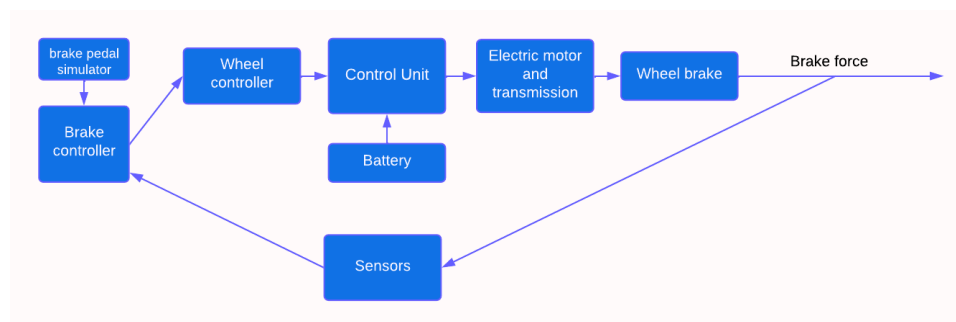 brake pedal
simulator
Brake
controller
Wheel
controller
Control Unit
Battery
Electric motor
and
transmission
Wheel brake
Brake force
Sensors